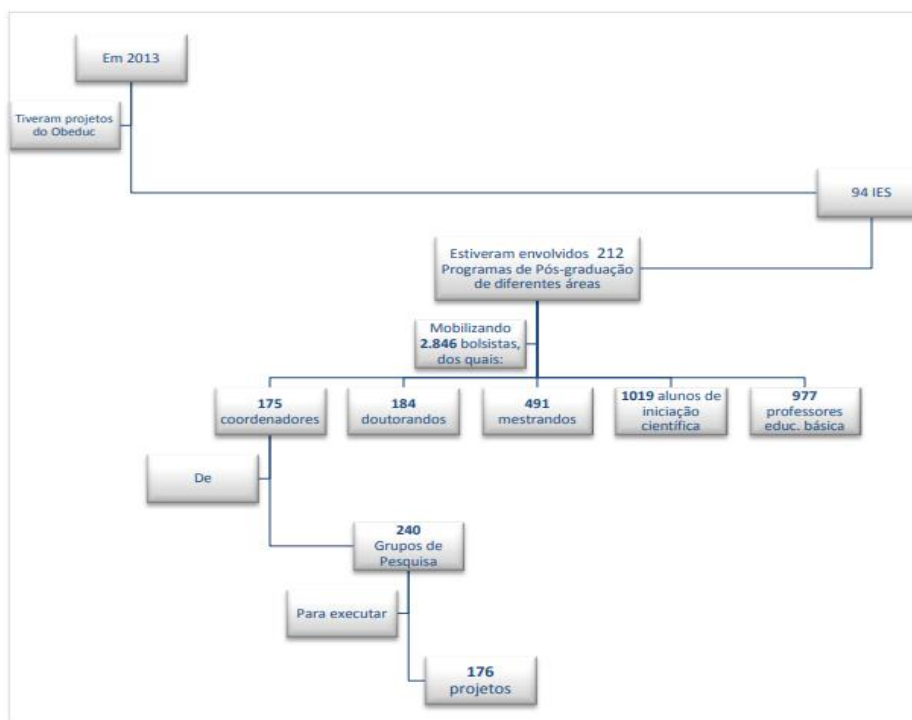 Em 2013
Tiveram projetos
do Obeduc
94 IES
Estiveram envolvidos 212
Programas de Pós-graduação
de diferentes áreas
Mobilizando
2.846 bolsistas,
dos quais:
175
coordenadores
184
doutorandos
491
mestrandos
1019 alunos de
iniciação
científica
977
professores
educ. básica
De
240
Grupos de
Pesquisa
Para executar
176
projetos